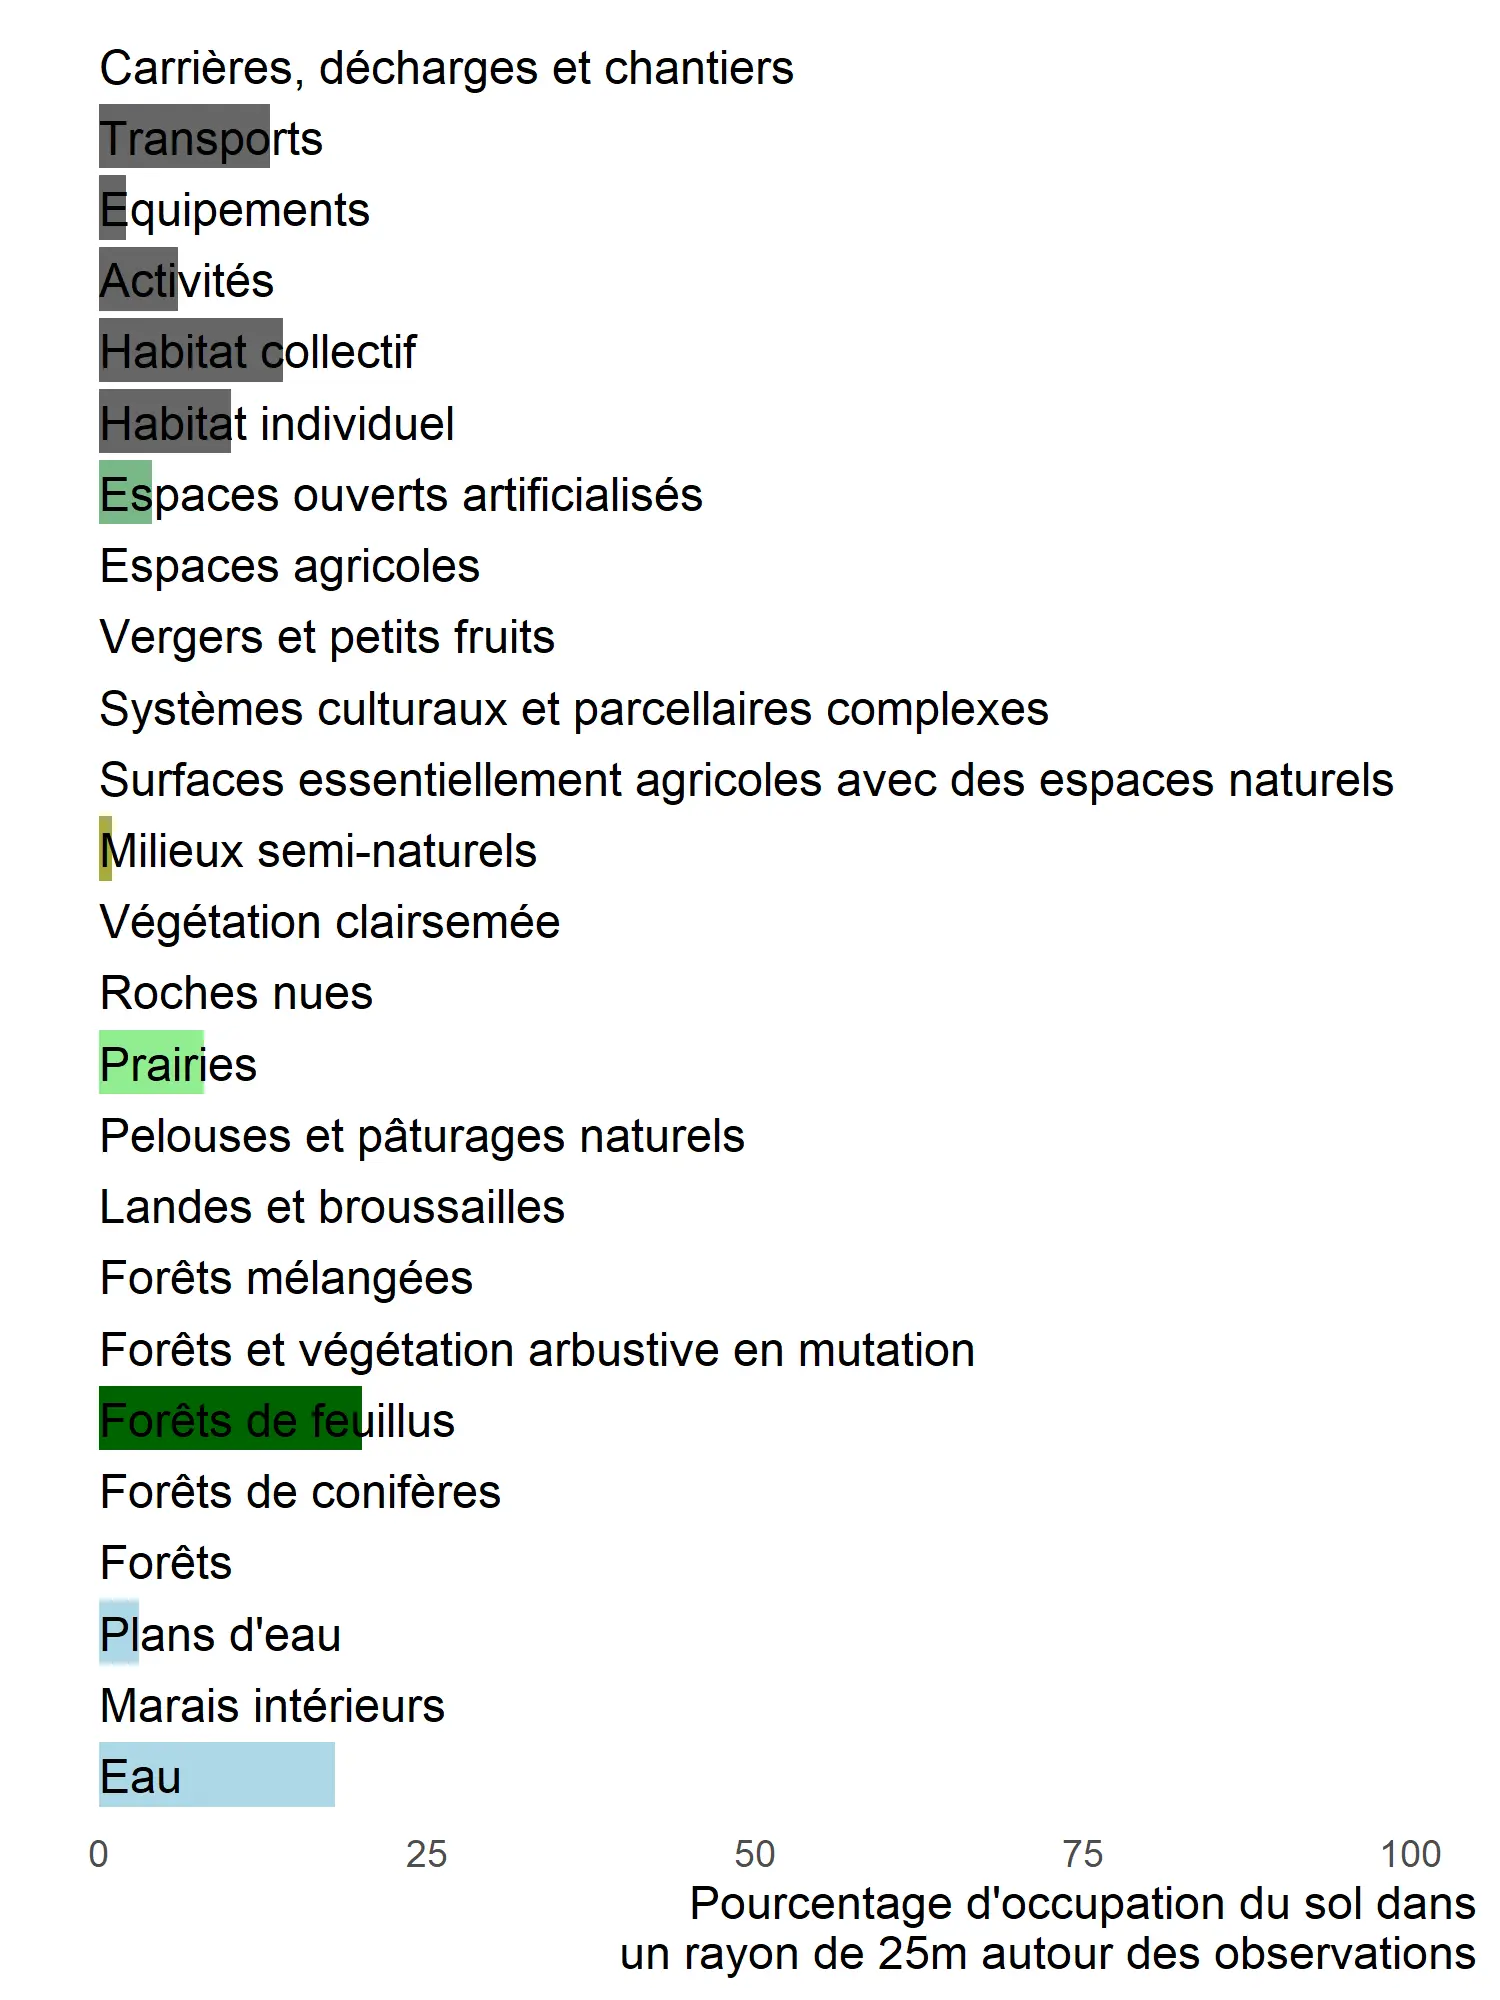 Carrières, décharges et chantiers
Transports
Equipements
Activités
Habitat collectif
Habitat individuel
Espaces ouverts artificialisés
Espaces agricoles
Vergers et petits fruits
Systèmes culturaux et parcellaires complexes
Surfaces essentiellement agricoles avec des espaces naturels
Milieux semi-naturels
Végétation clairsemée
Roches nues
Prairies
Pelouses et pâturages naturels
Landes et broussailles
Forêts mélangées
Forêts et végétation arbustive en mutation
Forêts de feuillus
Forêts de conifères
Forêts
Plans d'eau
Marais intérieurs
Eau
0 25 50 75 100
Pourcentage d'occupation du sol dans
un rayon de 25m autour des observations